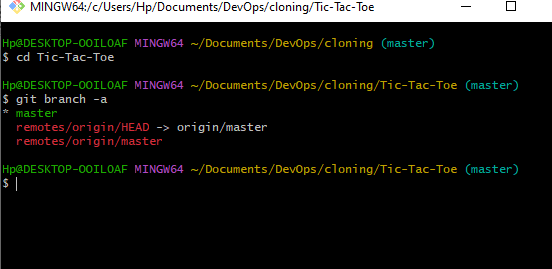 MINGW64:/c/Users/Hp/Documents/DevOps/cloning/Tic-Tac-Toe
Hp@DESKTOP-OOILOAF MINGW64 ~/Documents/DevOps/cloning (master)
$ cd Tic-Tac-Toe
Hp@DESKTOP-OOILOAF MINGW64 ~/Documents/DevOps/cloning/Tic-Tac-Toe (master)
$ git branch -a
* master
remotes/origin/HEAD -> origin/master
remotes/origin/master
Hp@DESKTOP-OOILOAF MINGW64 ~/Documents/DevOps/cloning/Tic-Tac-Toe (master)
$